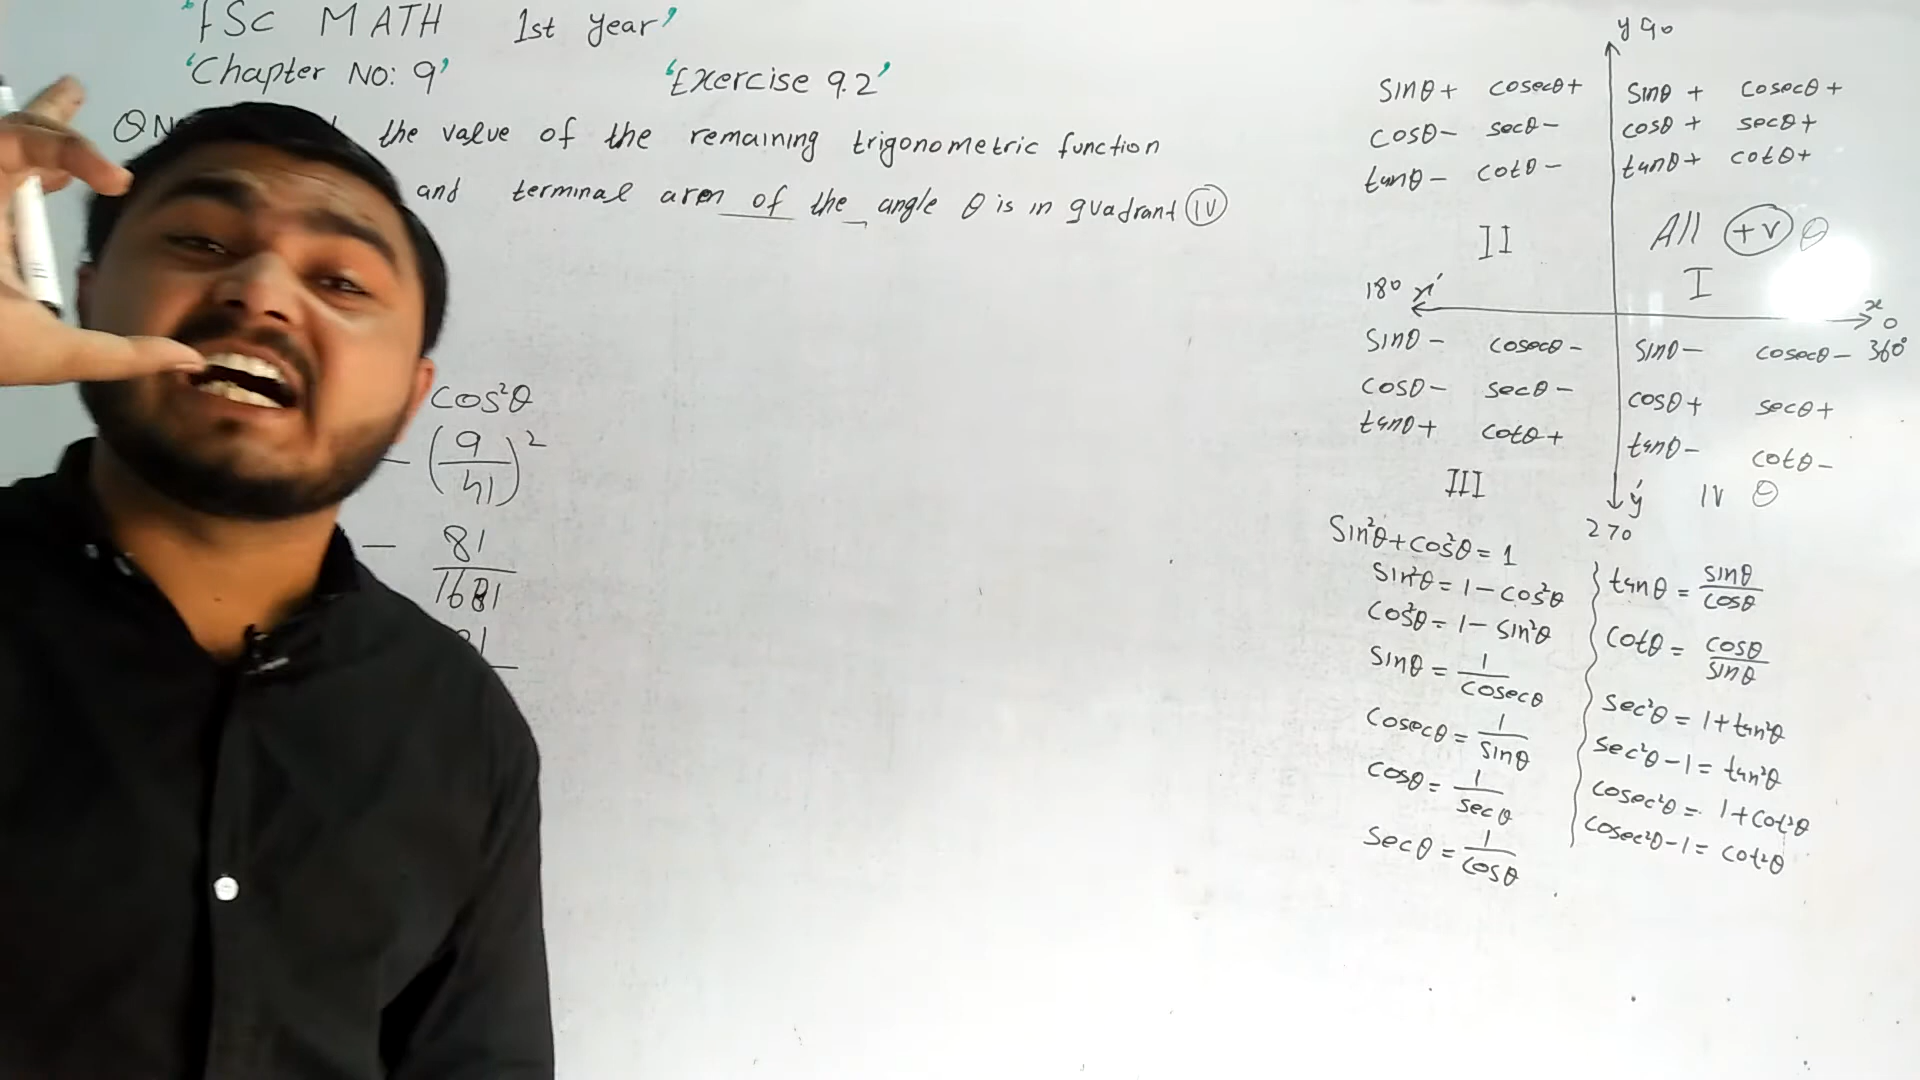 'FSc MATH 1st year'
'Chapter No: 9' 'Exercise 9.2'
QN the value of the remaining trigonometric function
and terminal arm of the angle θ is in quadrant IV
cos²θ
− (9/41)²
− 81/1681
81
y 90
sinθ + cosecθ +
cosθ − secθ −
tanθ − cotθ −
II
sinθ + cosecθ +
cosθ + secθ +
tanθ + cotθ +
All +v θ
I
180 x'
x 0
360°
sinθ − cosecθ −
cosθ − secθ −
tanθ + cotθ +
III
sinθ − cosecθ −
cosθ + secθ +
tanθ − cotθ −
IV θ
y'
270
Sin²θ + cos²θ = 1
Sin²θ = 1 − cos²θ
Cos²θ = 1 − sin²θ
Sinθ = 1/cosecθ
Cosecθ = 1/sinθ
Cosθ = 1/secθ
Secθ = 1/cosθ
tanθ = sinθ/cosθ
cotθ = cosθ/sinθ
sec²θ = 1 + tan²θ
sec²θ − 1 = tan²θ
cosec²θ = 1 + cot²θ
cosec²θ − 1 = cot²θ